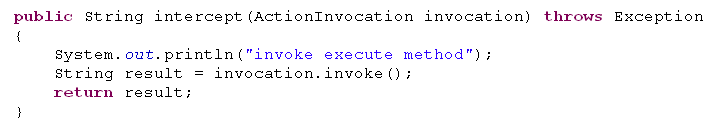 public String intercept(ActionInvocation invocation) throws Exception
{
    System.out.println("invoke execute method");
    String result = invocation.invoke();
    return result;
}